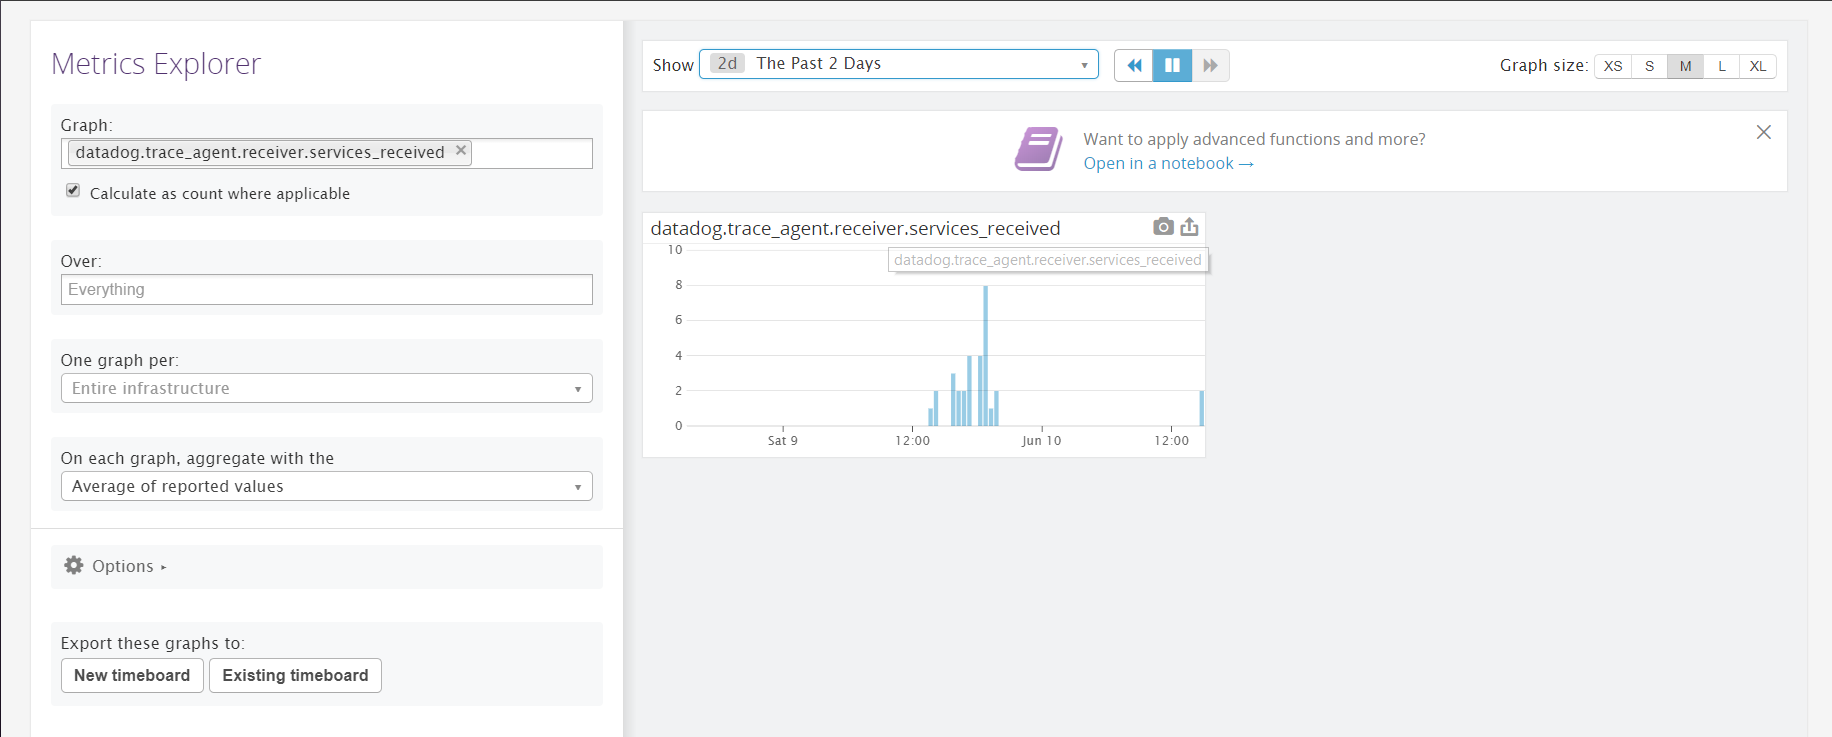 Metrics Explorer
Graph:
datadog.trace_agent.receiver.services_received ×
Calculate as count where applicable
Over:
Everything
One graph per:
Entire infrastructure
On each graph, aggregate with the
Average of reported values
Options
Export these graphs to:
New timeboard Existing timeboard
Show 2d The Past 2 Days
Graph size: XS S M L XL
Want to apply advanced functions and more?
Open in a notebook →
datadog.trace_agent.receiver.services_received
datadog.trace_agent.receiver.services_received
10
8
6
4
2
0
Sat 9 12:00 Jun 10 12:00